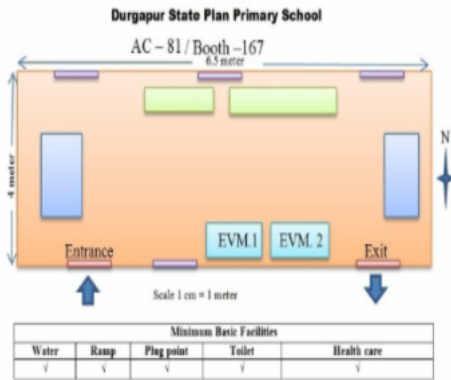 Durgapur State Plan Primary School
AC – 81 / Booth –167
6.5 meter
4 meter
N
EVM.1 EVM. 2
Entrance Exit
Scale 1 cm = 1 meter
Minimum Basic Facilities
Water Ramp Plug point Toilet Health care
√ √ √ √ √